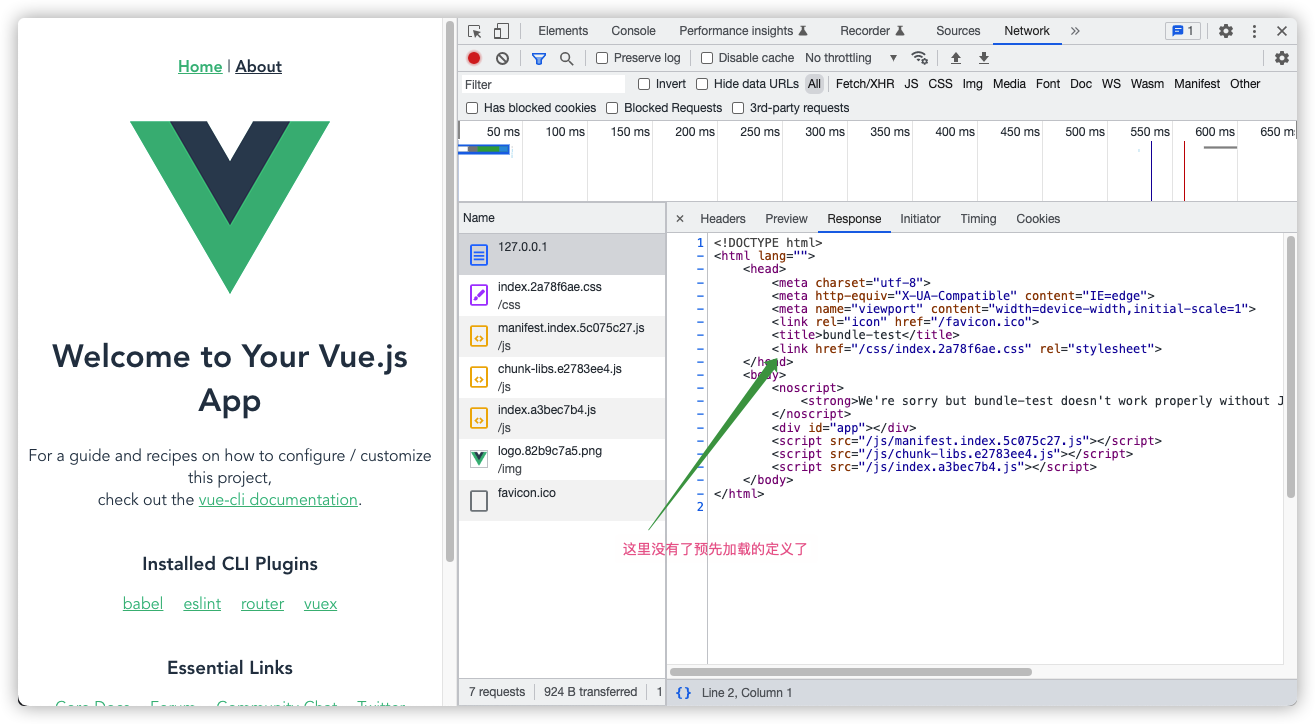 Home | About
Welcome to Your Vue.js
App
For a guide and recipes on how to configure / customize
this project,
check out the vue-cli documentation.
Installed CLI Plugins
babel eslint router vuex
Essential Links
Core Docs Forum Community Chat Twitter
Elements Console Performance insights Recorder Sources Network 1
Preserve log Disable cache No throttling
Filter Invert Hide data URLs All Fetch/XHR JS CSS Img Media Font Doc WS Wasm Manifest Other
Has blocked cookies Blocked Requests 3rd-party requests
50 ms 100 ms 150 ms 200 ms 250 ms 300 ms 350 ms 400 ms 450 ms 500 ms 550 ms 600 ms 650 ms
Name
127.0.0.1
index.2a78f6ae.css
/css
manifest.index.5c075c27.js
/js
chunk-libs.e2783ee4.js
/js
index.a3bec7b4.js
/js
logo.82b9c7a5.png
/img
favicon.ico
7 requests 924 B transferred 1
× Headers Preview Response Initiator Timing Cookies
1 <!DOCTYPE html>
– <html lang="">
– <head>
– <meta charset="utf-8">
– <meta http-equiv="X-UA-Compatible" content="IE=edge">
– <meta name="viewport" content="width=device-width,initial-scale=1">
– <link rel="icon" href="/favicon.ico">
– <title>bundle-test</title>
– <link href="/css/index.2a78f6ae.css" rel="stylesheet">
– </head>
– <body>
– <noscript>
– <strong>We're sorry but bundle-test doesn't work properly without J
– </noscript>
– <div id="app"></div>
– <script src="/js/manifest.index.5c075c27.js"></script>
– <script src="/js/chunk-libs.e2783ee4.js"></script>
– <script src="/js/index.a3bec7b4.js"></script>
– </body>
– </html>
2
这里没有了预先加载的定义了
{} Line 2, Column 1